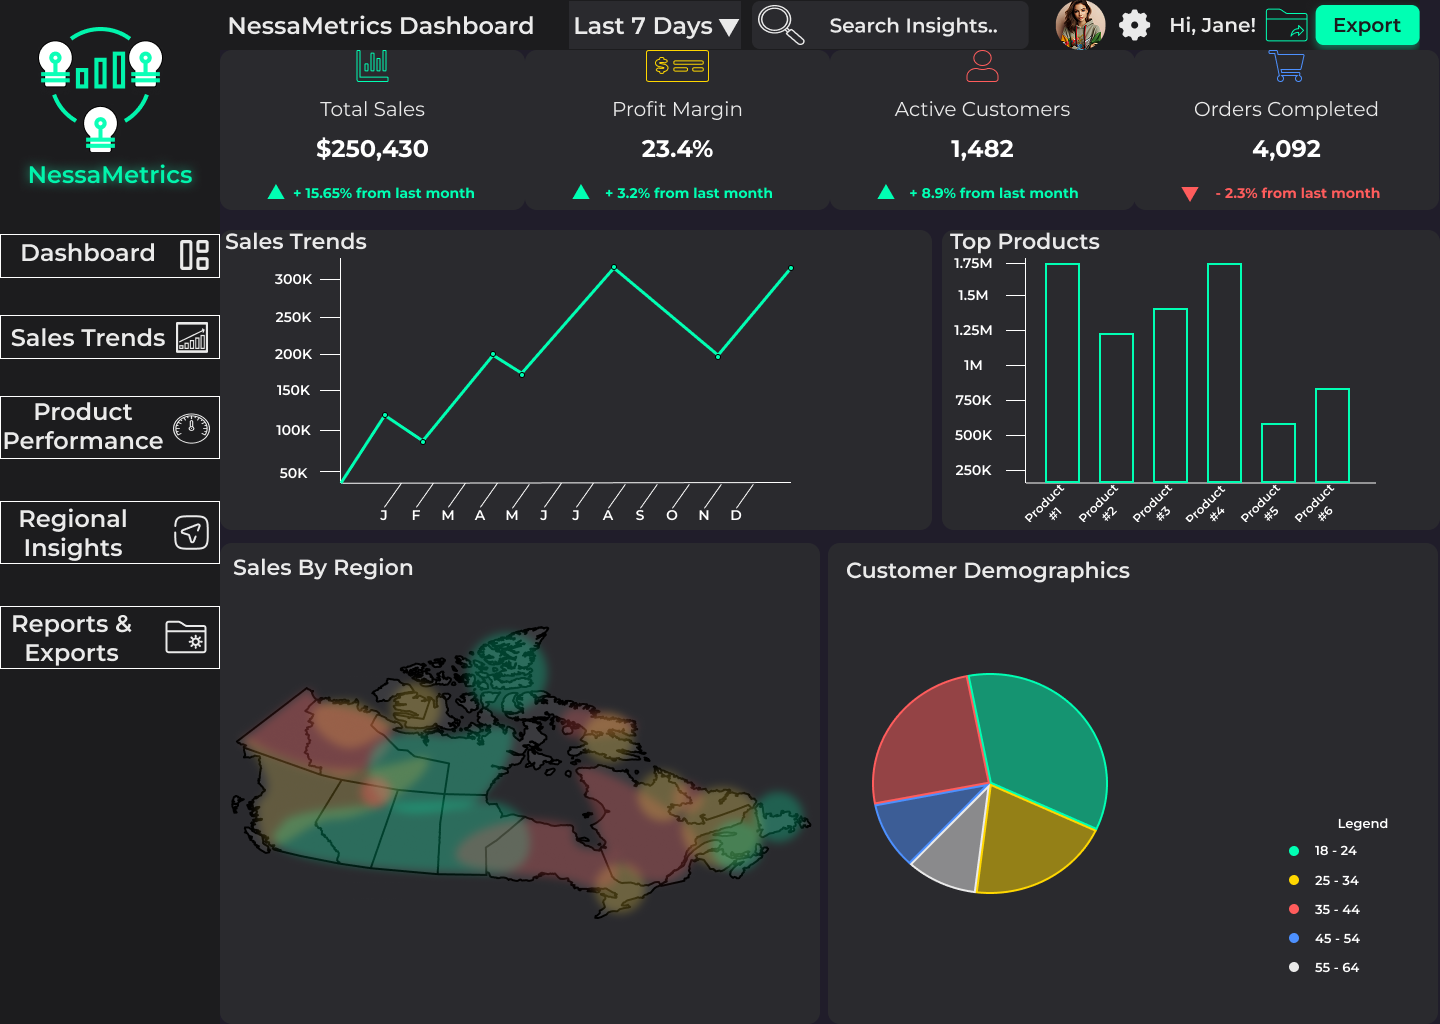 NessaMetrics Dashboard
Last 7 Days
Search Insights..
Hi, Jane!
Export
NessaMetrics
Total Sales
$250,430
+ 15.65% from last month
Profit Margin
23.4%
+ 3.2% from last month
Active Customers
1,482
+ 8.9% from last month
Orders Completed
4,092
- 2.3% from last month
Dashboard
Sales Trends
Product
Performance
Regional
Insights
Reports &
Exports
Sales Trends
300K
250K
200K
150K
100K
50K
J F M A M J J A S O N D
Top Products
1.75M
1.5M
1.25M
1M
750K
500K
250K
Product
#1
Product
#2
Product
#3
Product
#4
Product
#5
Product
#6
Sales By Region
Customer Demographics
Legend
18 - 24
25 - 34
35 - 44
45 - 54
55 - 64